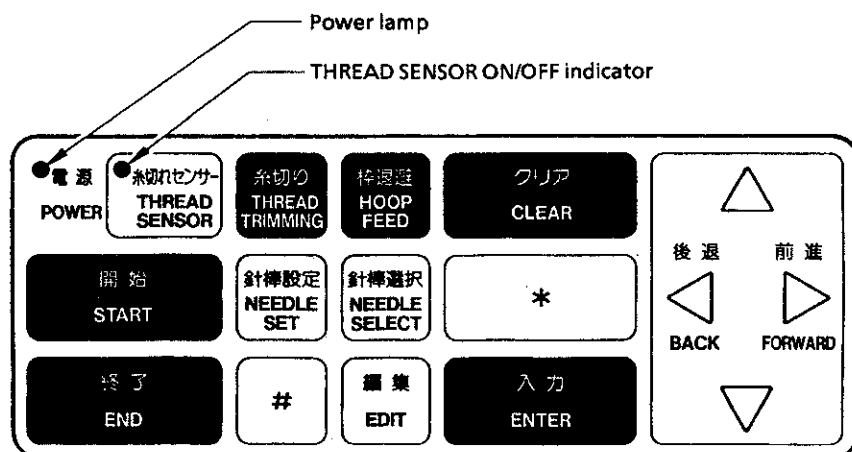 Power lamp
THREAD SENSOR ON/OFF indicator
電源
POWER
糸切れセンサー
THREAD
SENSOR
糸切り
THREAD
TRIMMING
枠退避
HOOP
FEED
クリア
CLEAR
開始
START
針棒設定
NEEDLE
SET
針棒選択
NEEDLE
SELECT
*
後退
BACK
前進
FORWARD
終了
END
#
編集
EDIT
入力
ENTER